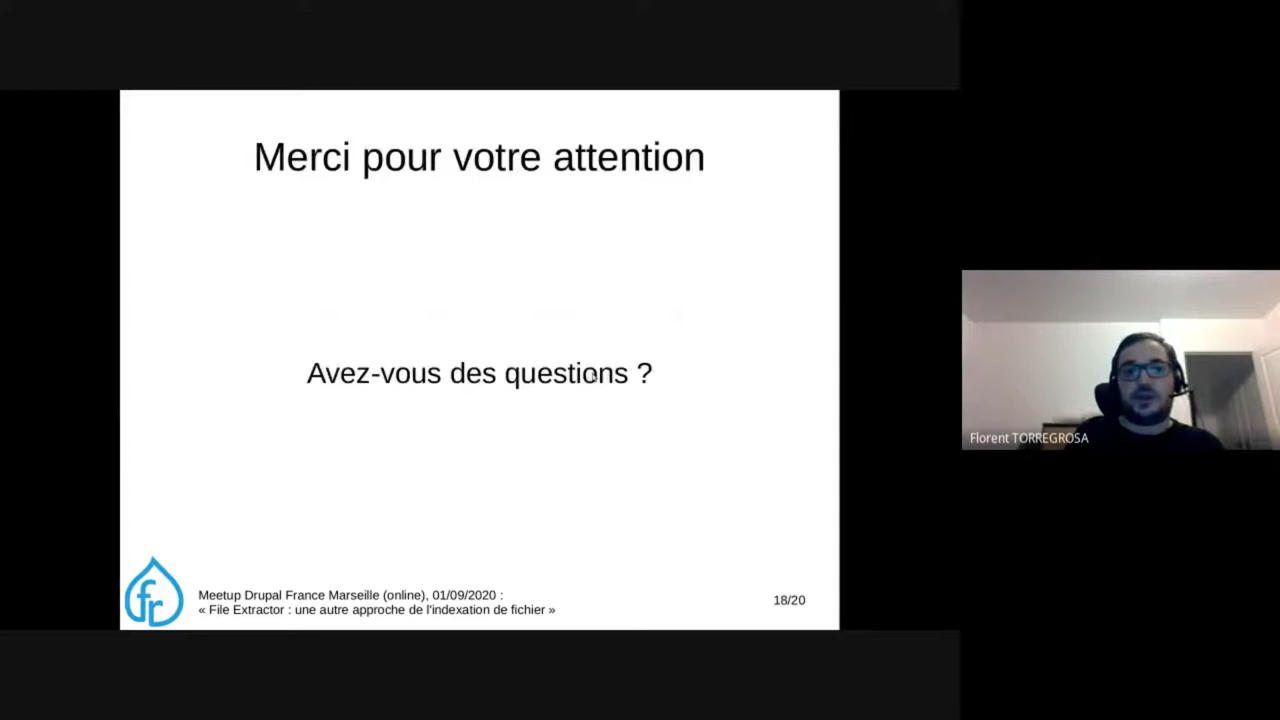 Merci pour votre attention
Avez-vous des questions ?
Florent TORREGROSA
fr
Meetup Drupal France Marseille (online), 01/09/2020 :
« File Extractor : une autre approche de l'indexation de fichier »
18/20